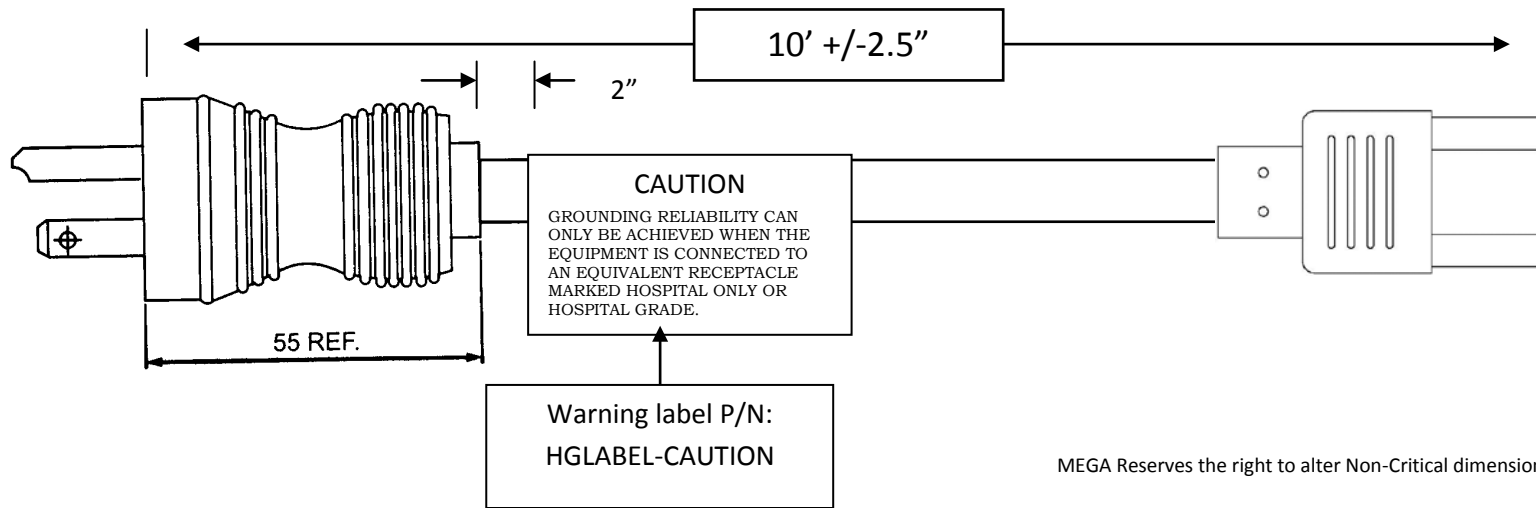 10’ +/-2.5”
2”
CAUTION
GROUNDING RELIABILITY CAN
ONLY BE ACHIEVED WHEN THE
EQUIPMENT IS CONNECTED TO
AN EQUIVALENT RECEPTACLE
MARKED HOSPITAL ONLY OR
HOSPITAL GRADE.
55 REF.
Warning label P/N:
HGLABEL-CAUTION
MEGA Reserves the right to alter Non-Critical dimension